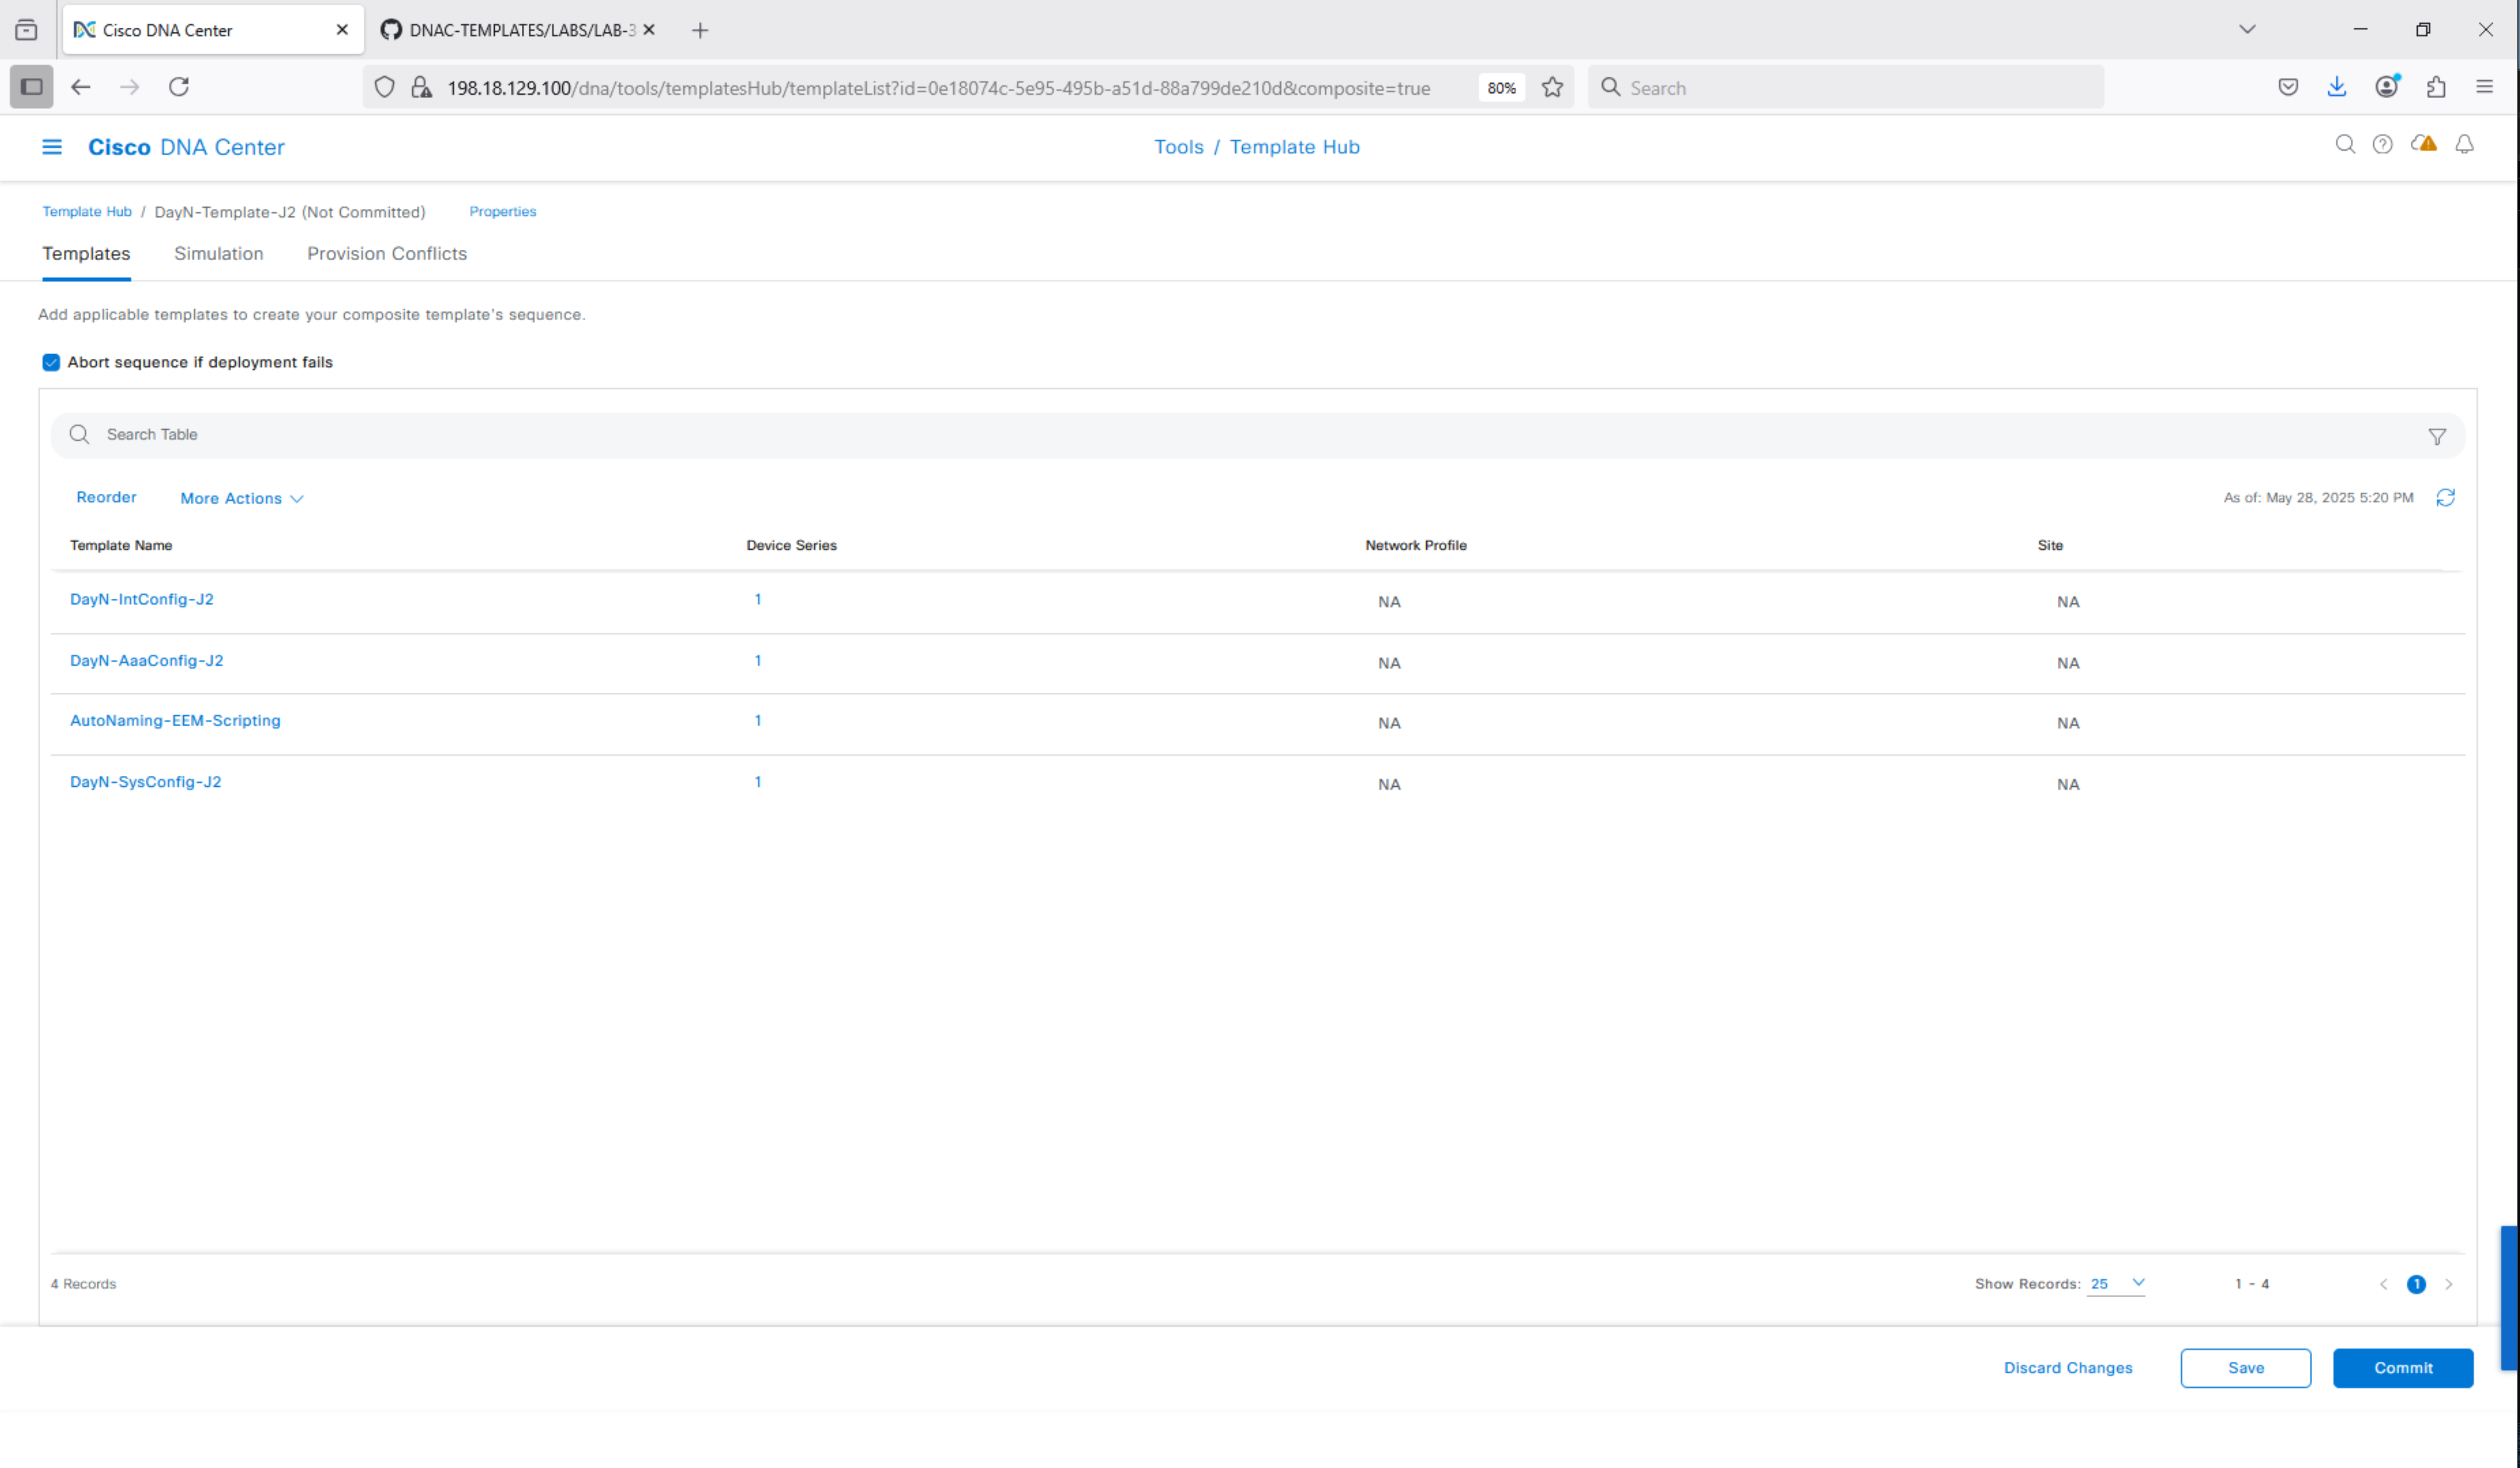 Cisco DNA Center
DNAC-TEMPLATES/LABS/LAB-3
198.18.129.100/dna/tools/templatesHub/templateList?id=0e18074c-5e95-495b-a51d-88a799de210d&composite=true
80%
Search
Cisco DNA Center
Tools / Template Hub
Template Hub / DayN-Template-J2 (Not Committed) Properties
Templates Simulation Provision Conflicts
Add applicable templates to create your composite template's sequence.
Abort sequence if deployment fails
Search Table
Reorder More Actions As of: May 28, 2025 5:20 PM
Template Name Device Series Network Profile Site
DayN-IntConfig-J2 1 NA NA
DayN-AaaConfig-J2 1 NA NA
AutoNaming-EEM-Scripting 1 NA NA
DayN-SysConfig-J2 1 NA NA
4 Records Show Records: 25 1 - 4 1
Discard Changes Save Commit